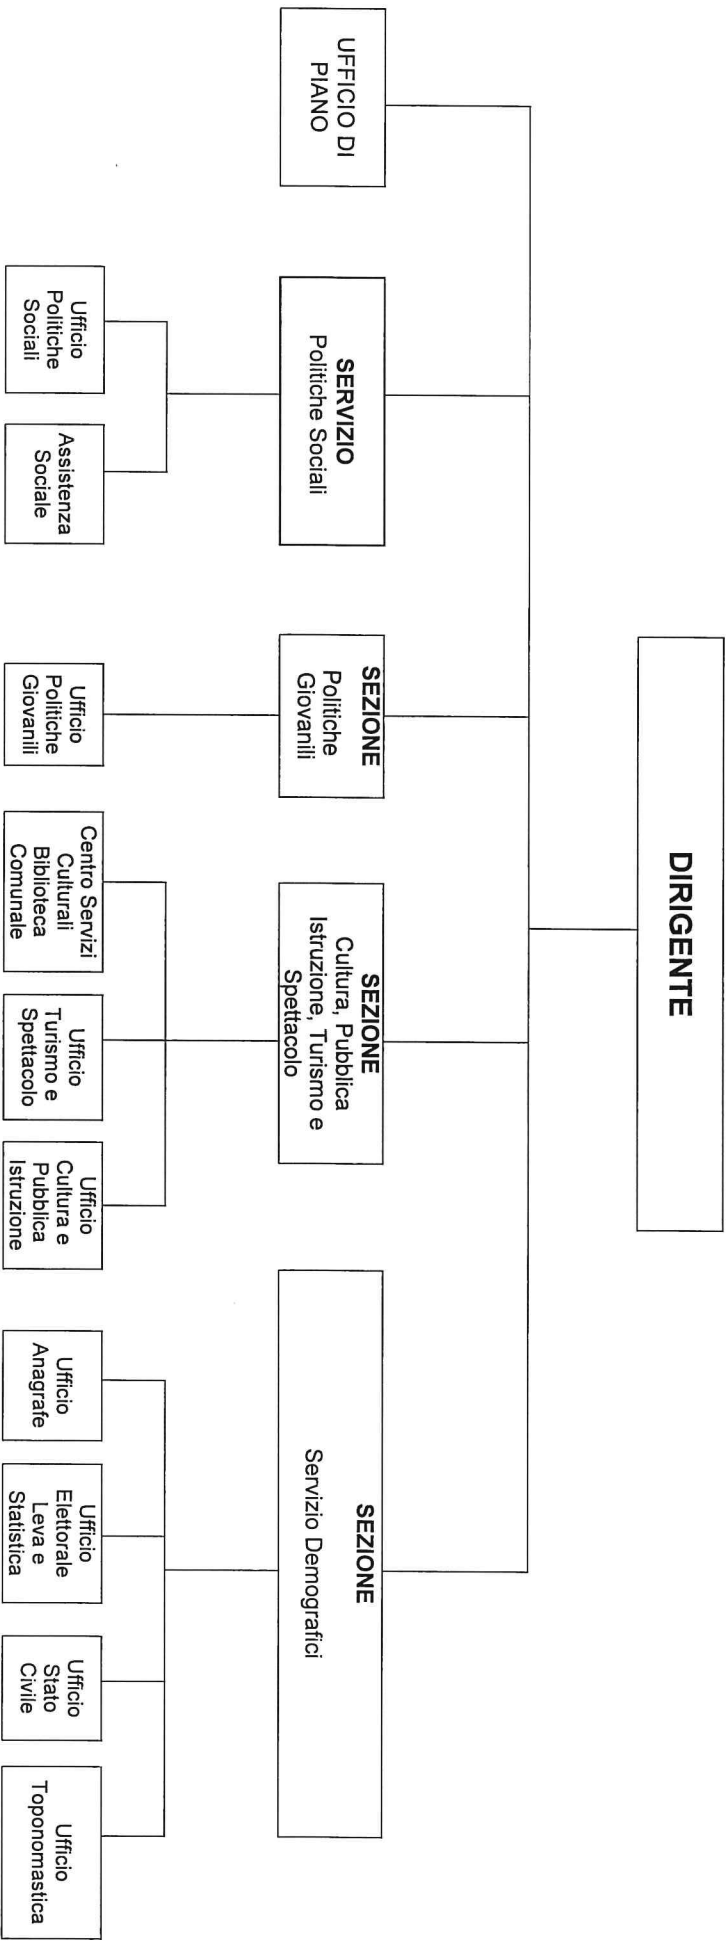 DIRIGENTE
UFFICIO DI
PIANO
SERVIZIO
Politiche Sociali
SEZIONE
Politiche
Giovanili
SEZIONE
Cultura, Pubblica
Istruzione, Turismo e
Spettacolo
SEZIONE
Servizio Demografici
Ufficio
Politiche
Sociali
Assistenza
Sociale
Ufficio
Politiche
Giovanili
Centro Servizi
Culturali
Biblioteca
Comunale
Ufficio
Turismo e
Spettacolo
Ufficio
Cultura e
Pubblica
Istruzione
Ufficio
Anagrafe
Ufficio
Elettorale
Leva e
Statistica
Ufficio
Stato
Civile
Ufficio
Toponomastica